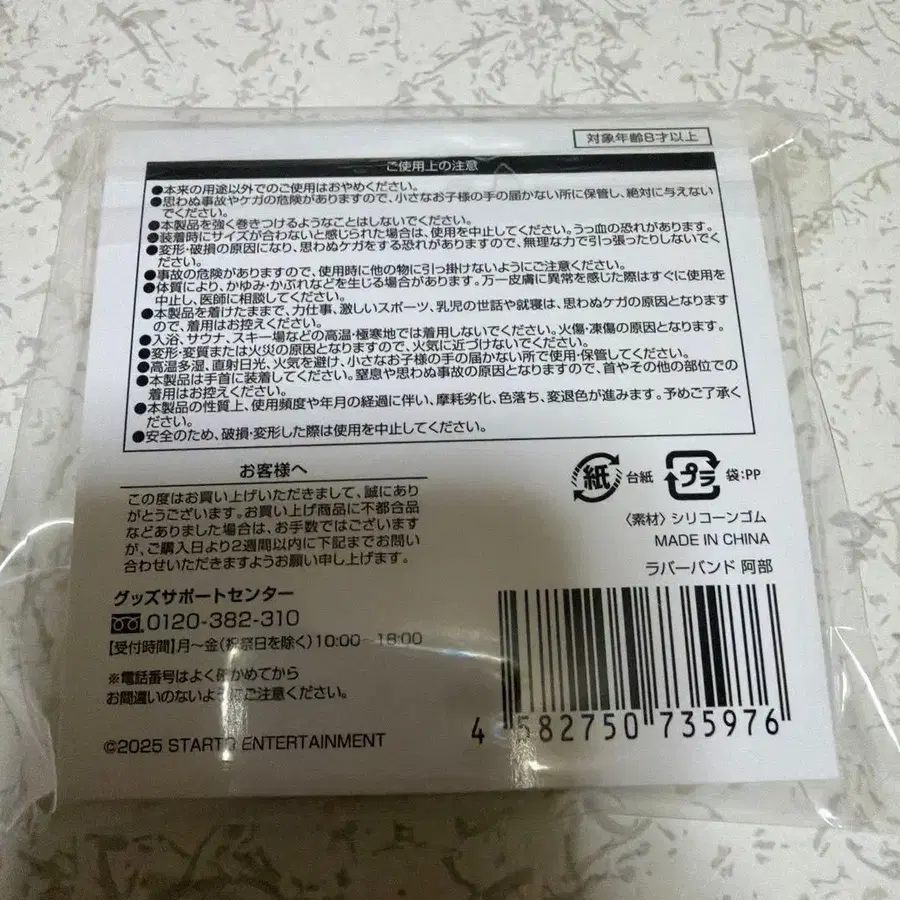 対象年齢8才以上
ご使用上の注意
●本来の用途以外でのご使用はおやめください。
●思わぬ事故やケガの危険がありますので、小さなお子様の手の届かない所に保管し、絶対に与えない
でください。
●本製品を強く巻きつけるようなことはしないでください。
●装着時にサイズが合わないと感じられた場合は、使用を中止してください。うっ血の恐れがあります。
●変形・破損の原因になり、思わぬケガをする恐れがありますので、無理な力で引っ張ったりしないでく
ださい。
●事故の危険がありますので、使用時に他の物に引っ掛けないようにご注意ください。
●体質により、かゆみ・かぶれなどを生じる場合があります。万一皮膚に異常を感じた際はすぐに使用を
中止し、医師に相談してください。
●本製品を着けたままで、力仕事、激しいスポーツ、乳児の世話や就寝は、思わぬケガの原因となります
ので、着用はお控えください。
●入浴、サウナ、スキー場などの高温・極寒地では着用しないでください。火傷・凍傷の原因となります。
●変形・変質または火災の原因となりますので、火気に近づけないでください。
●高温多湿、直射日光、火気を避け、小さなお子様の手の届かない所で使用・保管してください。
●本製品は手首に装着してください。窒息や思わぬ事故の原因となりますので、首やその他の部位での
着用はお控えください。
●本製品の性質上、使用頻度や年月の経過に伴い、摩耗劣化、色落ち、変退色が進みます。予めご了承く
ださい。
●安全のため、破損・変形した際は使用を中止してください。
お客様へ
この度はお買い上げいただきまして、誠にあり
がとうございます。お買い上げ商品に不都合品
などありました場合は、お手数ではございます
が、ご購入日より2週間以内に下記までお問い
合わせいただきますようお願い申し上げます。
グッズサポートセンター
0120-382-310
【受付時間】月～金(祝祭日を除く)10:00～18:00
※電話番号はよく確かめてから
お間違いのないようにご注意ください。
©2025 STARTO ENTERTAINMENT
紙 台紙 プラ 袋:PP
〈素材〉シリコーンゴム
MADE IN CHINA
ラバーバンド 阿部
4 582750 735976